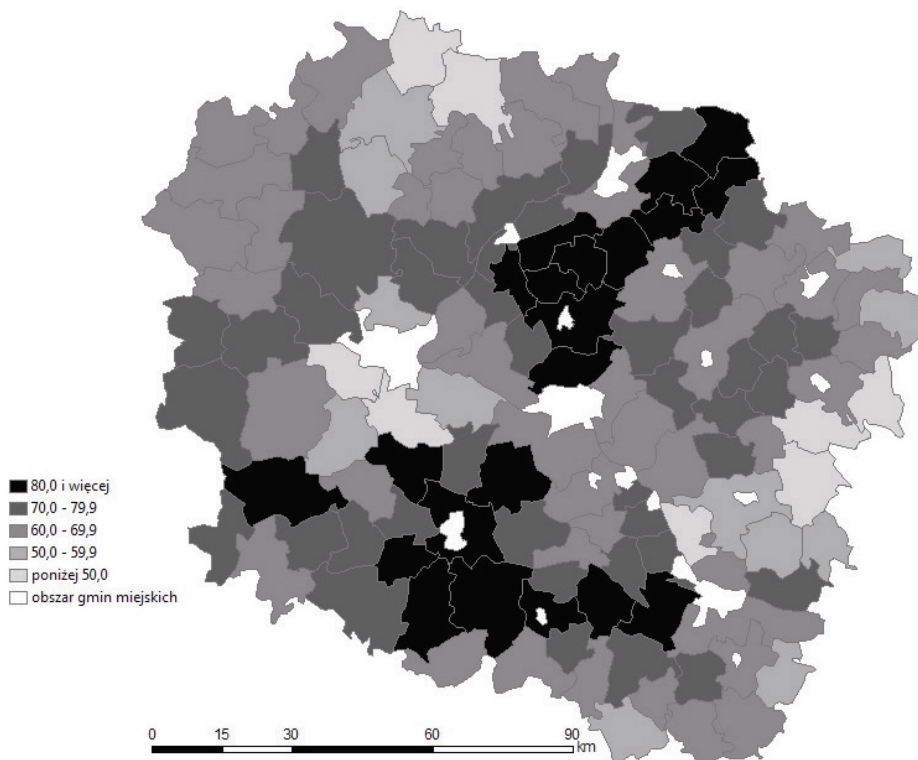 80,0 i więcej
70,0 - 79,9
60,0 - 69,9
50,0 - 59,9
poniżej 50,0
obszar gmin miejskich
0 15 30 60 90
km